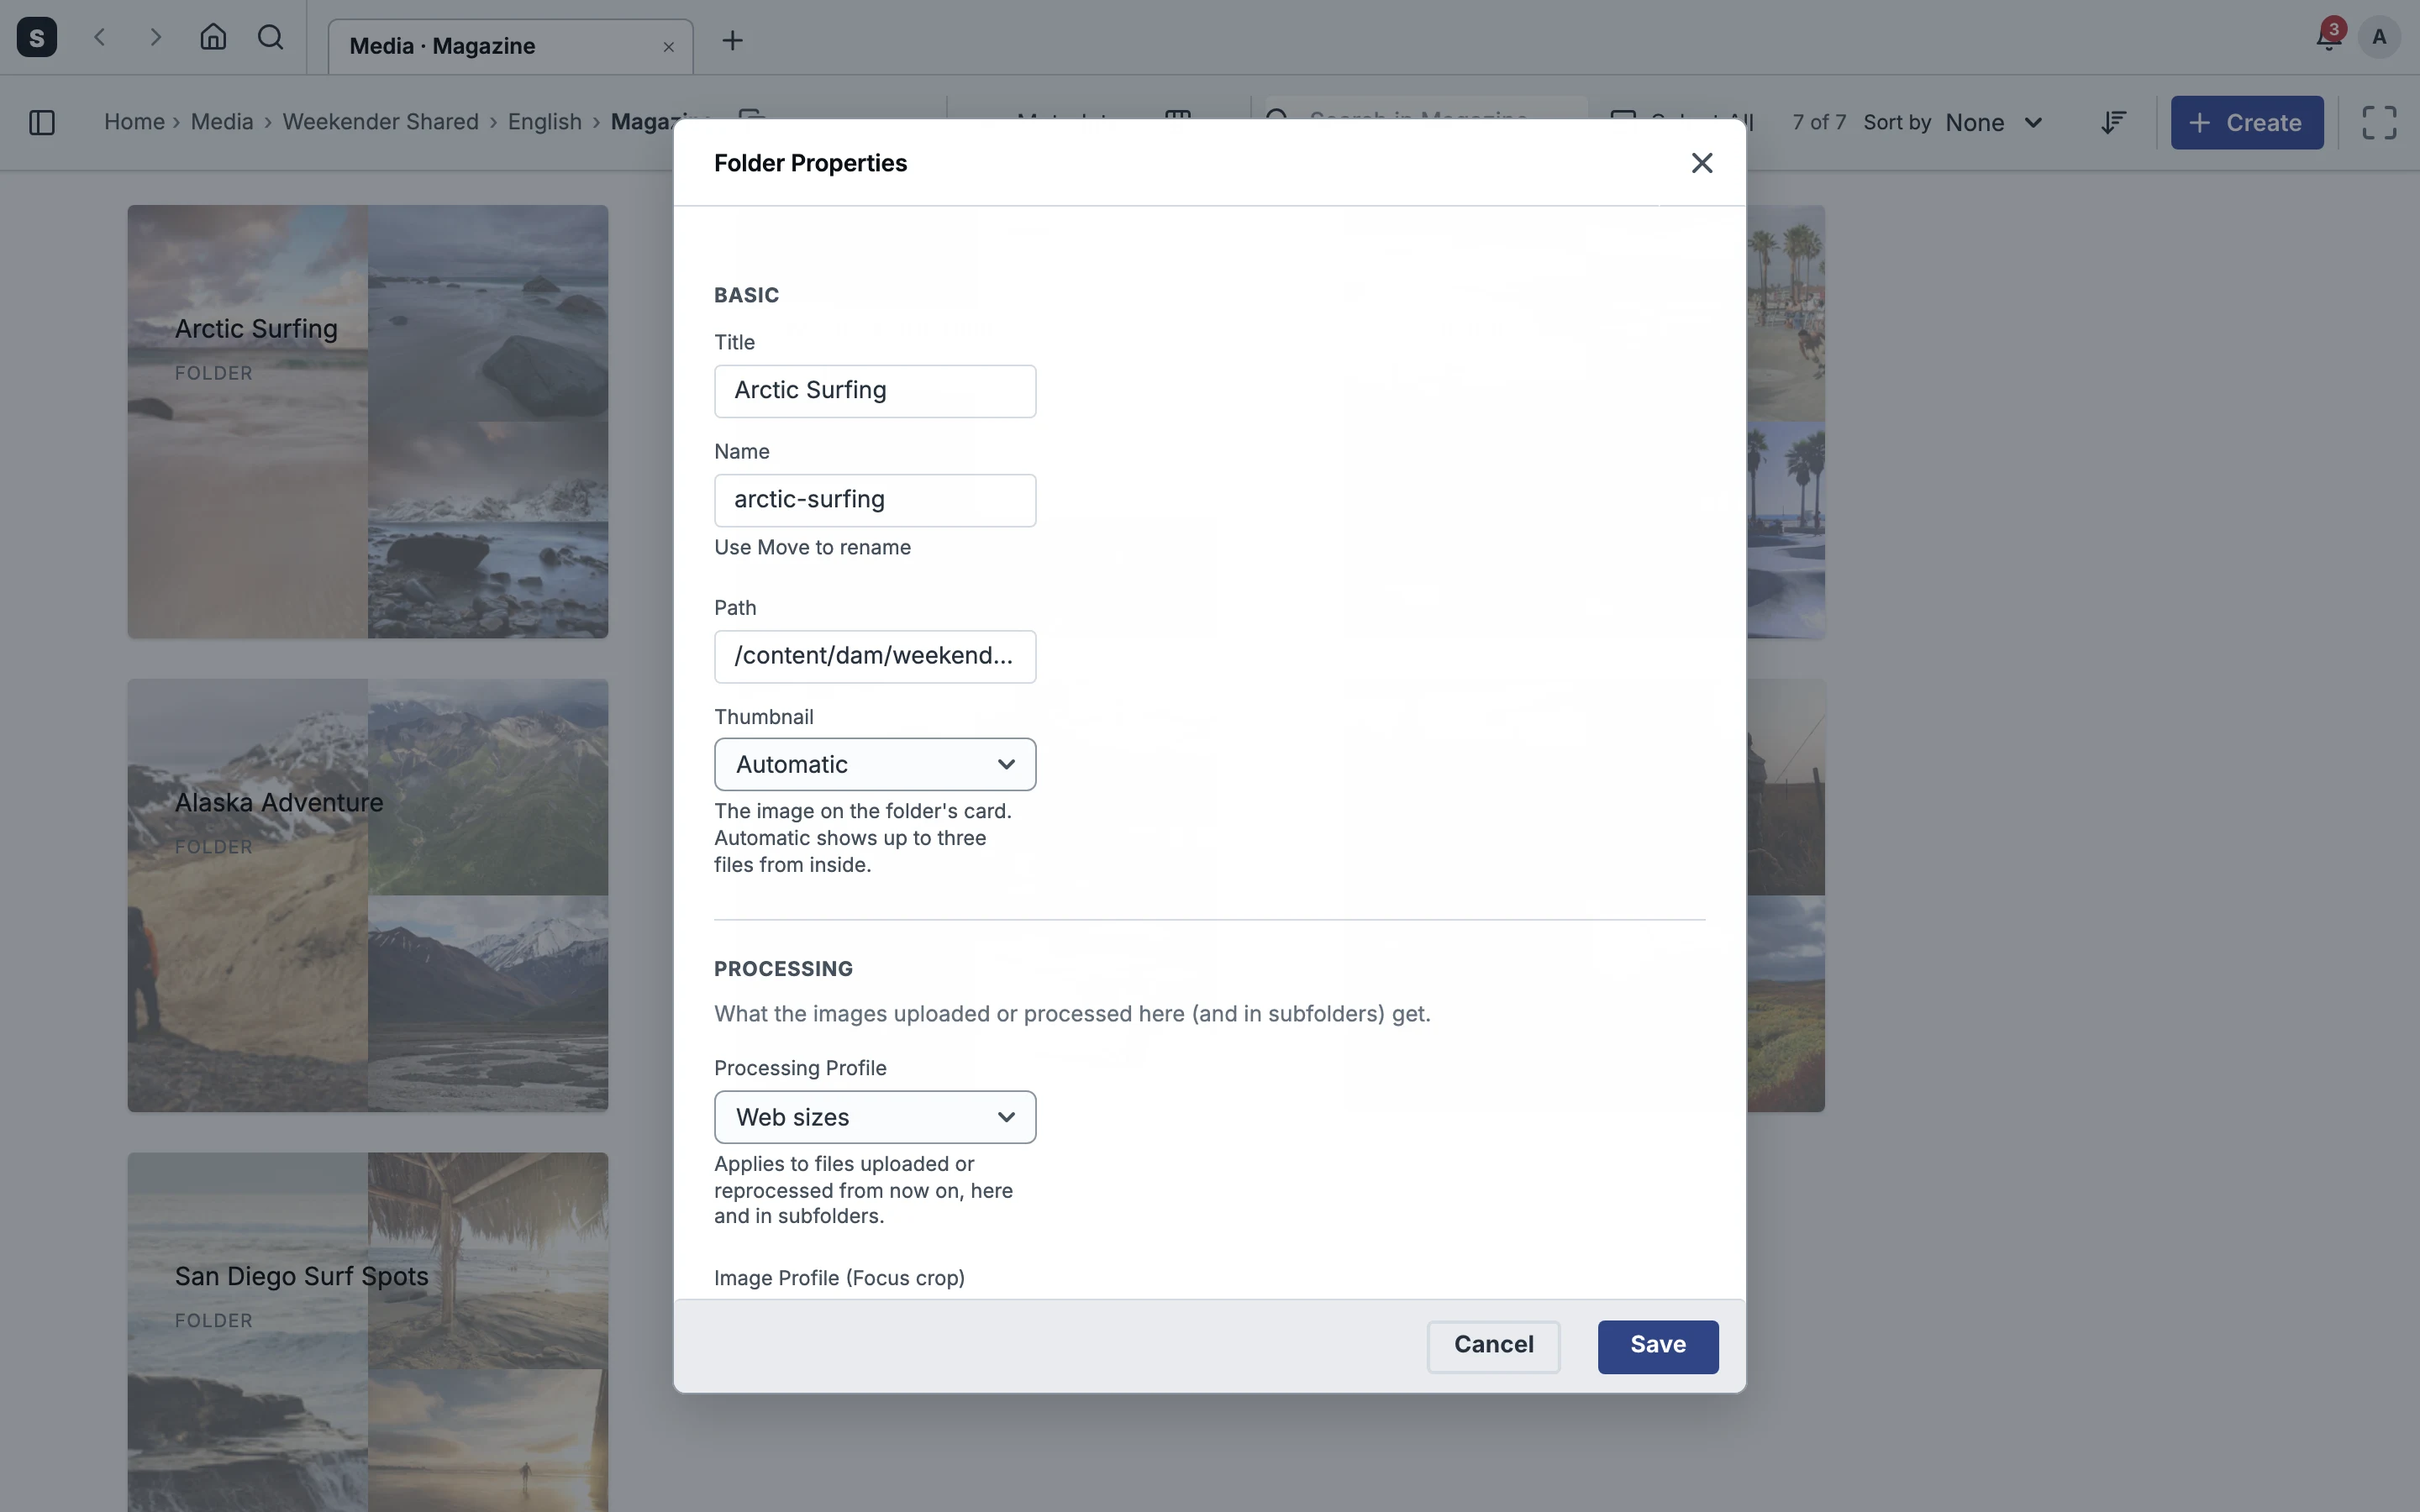 S
Media · Magazine
3
A
Home › Media › Weekender Shared › English ›
7 of 7 Sort by None
+ Create
Folder Properties
BASIC
Title
Arctic Surfing
Name
arctic-surfing
Use Move to rename
Path
/content/dam/weekend...
Thumbnail
Automatic
The image on the folder's card.
Automatic shows up to three
files from inside.
PROCESSING
What the images uploaded or processed here (and in subfolders) get.
Processing Profile
Web sizes
Applies to files uploaded or
reprocessed from now on, here
and in subfolders.
Image Profile (Focus crop)
Cancel
Save
Arctic Surfing
FOLDER
Alaska Adventure
FOLDER
San Diego Surf Spots
FOLDER